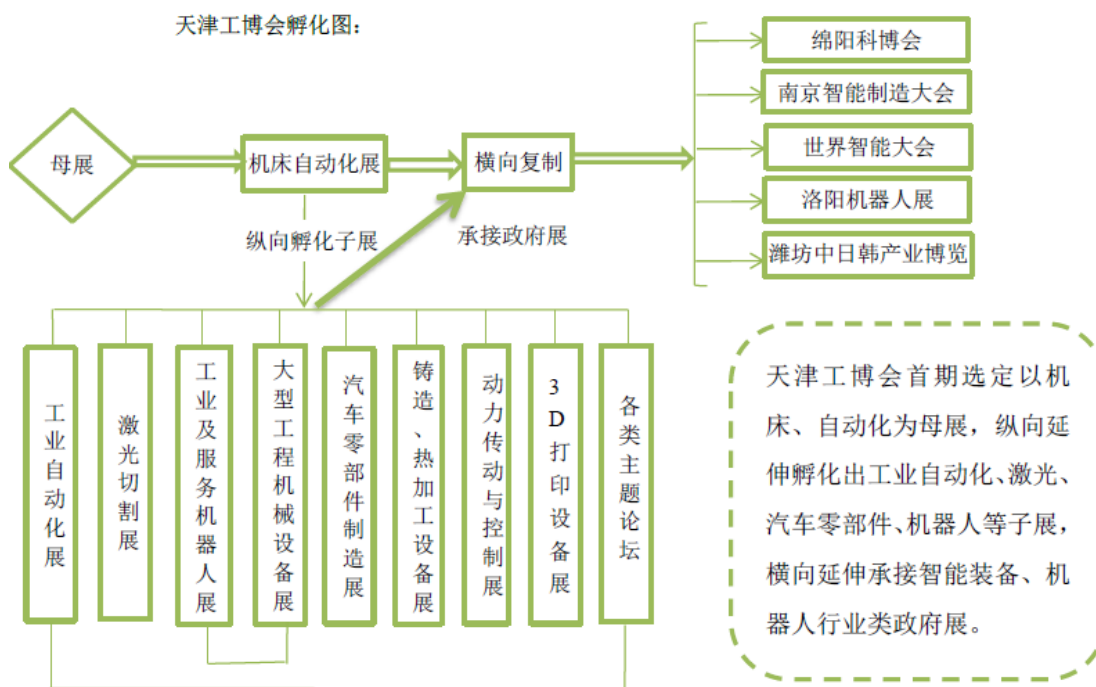 天津工博会孵化图：
母展
机床自动化展
横向复制
纵向孵化子展
承接政府展
绵阳科博会
南京智能制造大会
世界智能大会
洛阳机器人展
潍坊中日韩产业博览
工业自动化展
激光切割展
工业及服务机器人展
大型工程机械设备展
汽车零部件制造展
铸造、热加工设备展
动力传动与控制展
3D打印设备展
各类主题论坛
天津工博会首期选定以机
床、自动化为母展，纵向延
伸孵化出工业自动化、激光、
汽车零部件、机器人等子展，
横向延伸承接智能装备、机
器人行业类政府展。